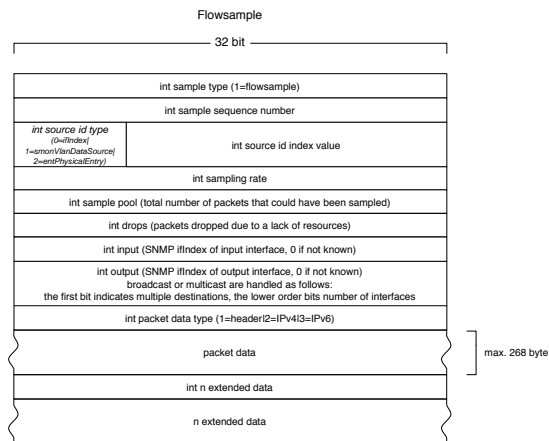 Flowsample
32 bit
int sample type (1=flowsample)
int sample sequence number
int source id type
(0=ifIndex|
1=smonVlanDataSource|
2=entPhysicalEntry)
int source id index value
int sampling rate
int sample pool (total number of packets that could have been sampled)
int drops (packets dropped due to a lack of resources)
int input (SNMP ifIndex of input interface, 0 if not known)
int output (SNMP ifIndex of output interface, 0 if not known)
broadcast or multicast are handled as follows:
the first bit indicates multiple destinations, the lower order bits number of interfaces
int packet data type (1=header|2=IPv4|3=IPv6)
packet data
max. 268 byte
int n extended data
n extended data